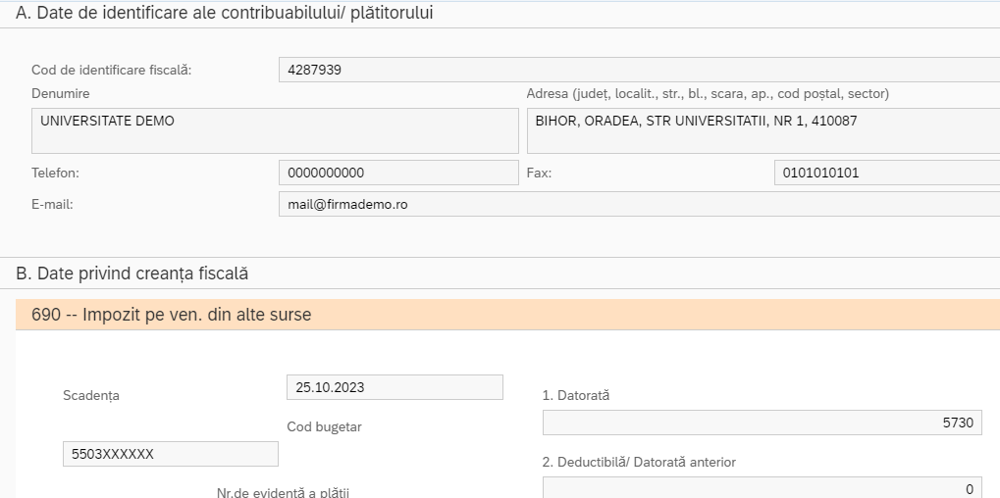 A. Date de identificare ale contribuabilului/ plătitorului
Cod de identificare fiscală: 4287939
Denumire Adresa (județ, localit., str., bl., scara, ap., cod poștal, sector)
UNIVERSITATE DEMO BIHOR, ORADEA, STR UNIVERSITATII, NR 1, 410087
Telefon: 0000000000 Fax: 0101010101
E-mail: mail@firmademo.ro
B. Date privind creanța fiscală
690 -- Impozit pe ven. din alte surse
Scadența 25.10.2023 1. Datorată
Cod bugetar 5730
5503XXXXXX 2. Deductibilă/ Datorată anterior
Nr.de evidență a plății 0